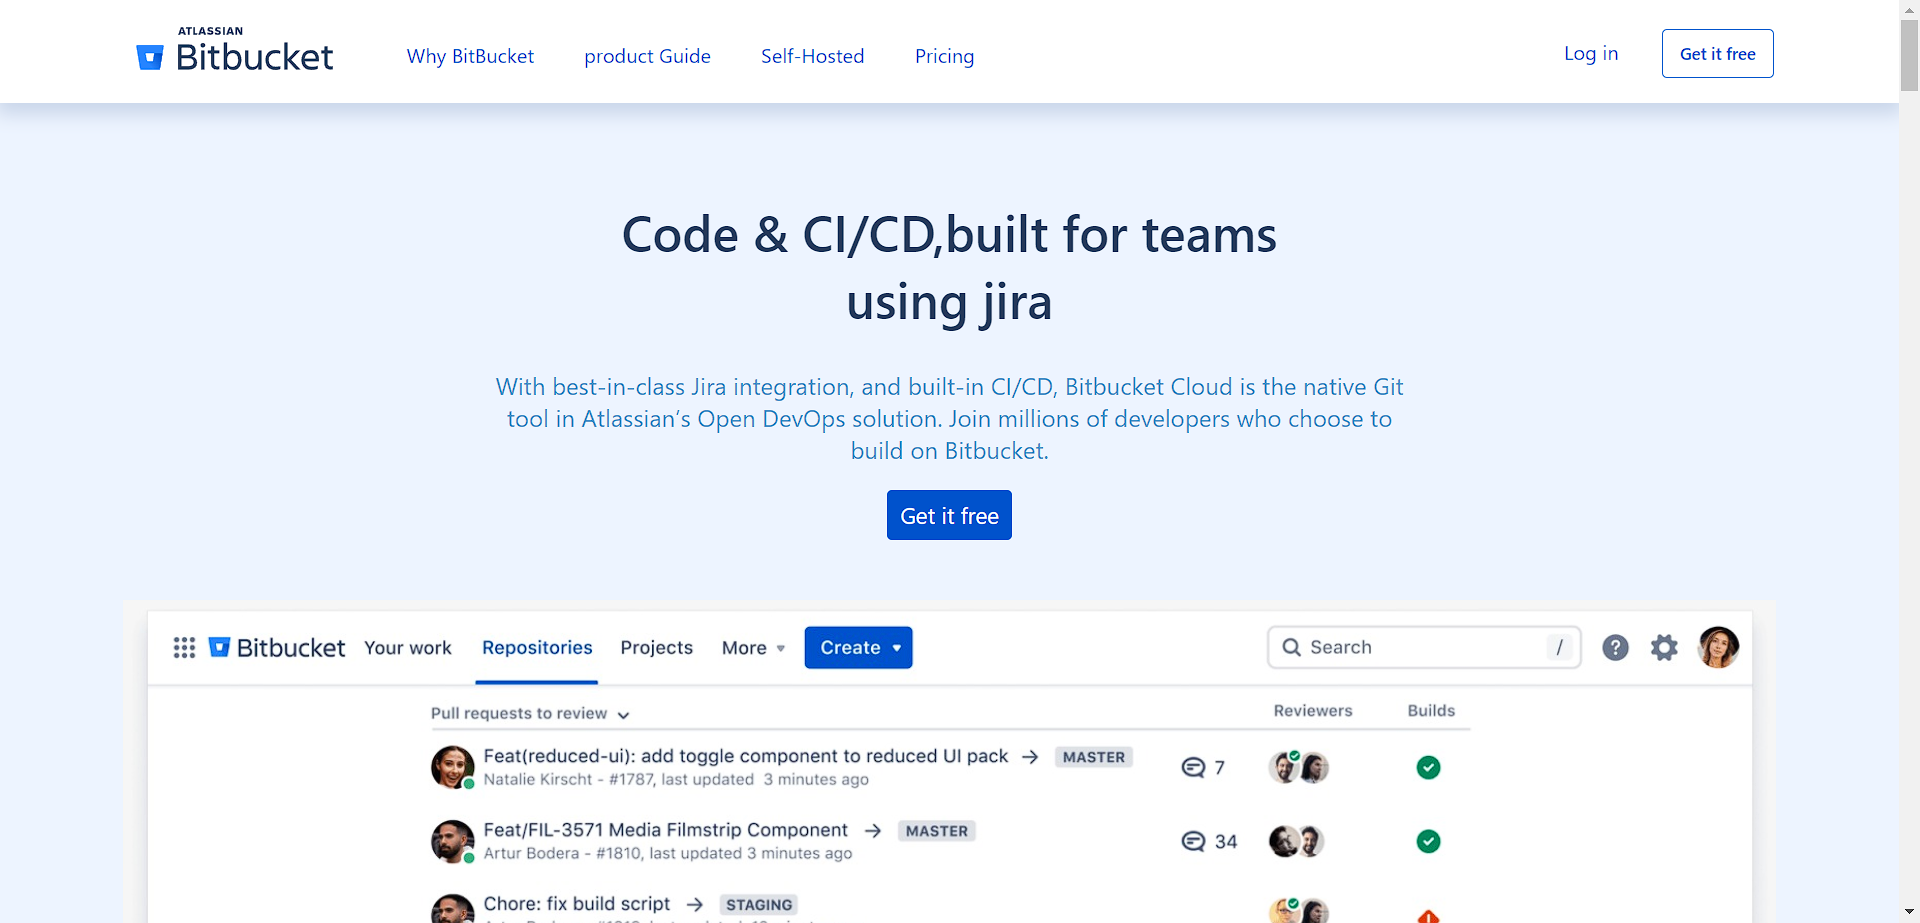 ATLASSIAN
Bitbucket
Why BitBucket product Guide Self-Hosted Pricing
Log in Get it free
Code & CI/CD,built for teams
using jira
With best-in-class Jira integration, and built-in CI/CD, Bitbucket Cloud is the native Git
tool in Atlassian’s Open DevOps solution. Join millions of developers who choose to
build on Bitbucket.
Get it free
Bitbucket Your work Repositories Projects More Create Search /
Pull requests to review Reviewers Builds
Feat(reduced-ui): add toggle component to reduced UI pack → MASTER 7
Natalie Kirscht - #1787, last updated 3 minutes ago
Feat/FIL-3571 Media Filmstrip Component → MASTER 34
Artur Bodera - #1810, last updated 3 minutes ago
Chore: fix build script → STAGING